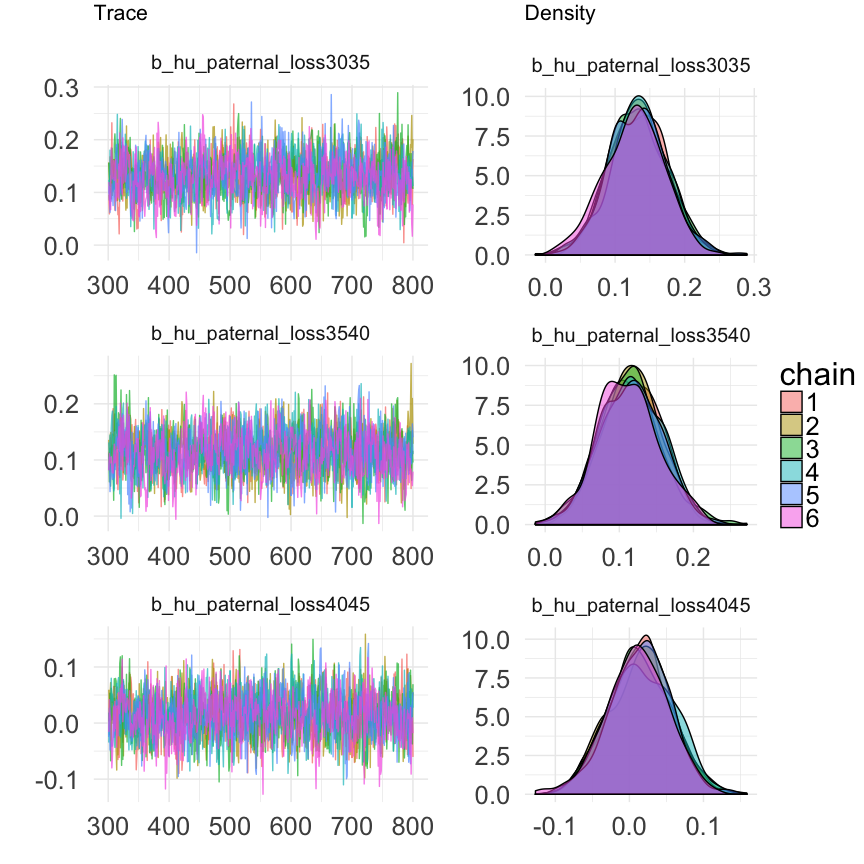 Trace
Density
b_hu_paternal_loss3035
0.3
0.2
0.1
0.0
300 400 500 600 700 800
b_hu_paternal_loss3035
10.0
7.5
5.0
2.5
0.0
0.0 0.1 0.2 0.3
b_hu_paternal_loss3540
0.2
0.1
0.0
300 400 500 600 700 800
b_hu_paternal_loss3540
10.0
7.5
5.0
2.5
0.0
0.0 0.1 0.2
chain
1
2
3
4
5
6
b_hu_paternal_loss4045
0.1
0.0
-0.1
300 400 500 600 700 800
b_hu_paternal_loss4045
10.0
7.5
5.0
2.5
0.0
-0.1 0.0 0.1